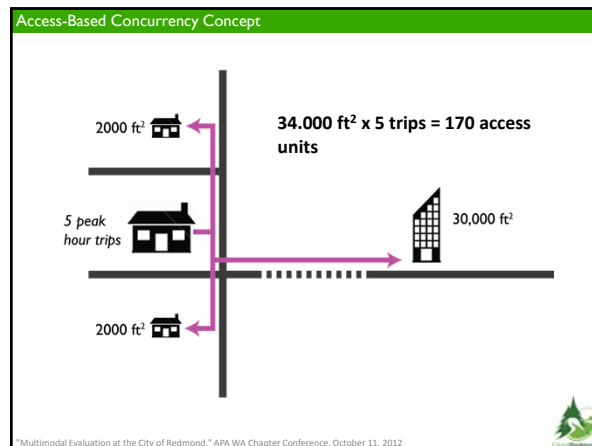 Access-Based Concurrency Concept
2000 ft²
34.000 ft² x 5 trips = 170 access
units
5 peak
hour trips
30,000 ft²
2000 ft²
"Multimodal Evaluation at the City of Redmond." APA WA Chapter Conference, October 11, 2012